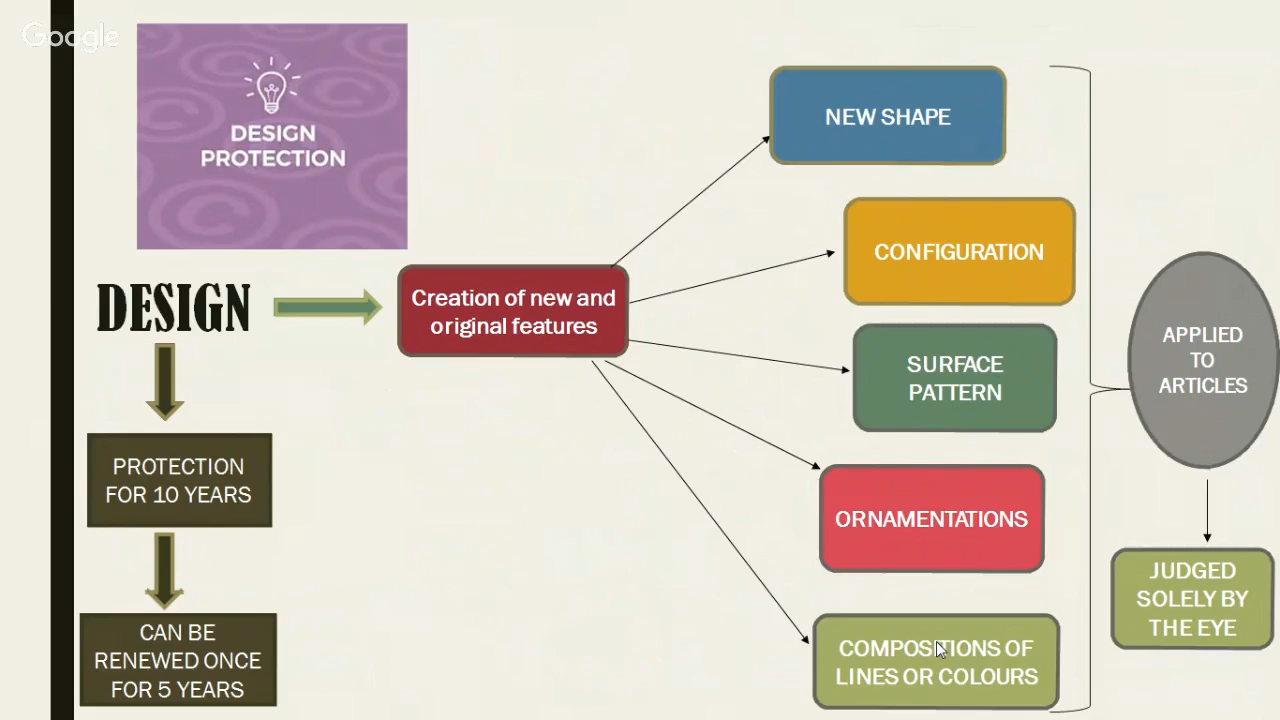 Google
DESIGN
PROTECTION
DESIGN
PROTECTION
FOR 10 YEARS
CAN BE
RENEWED ONCE
FOR 5 YEARS
Creation of new and
original features
NEW SHAPE
CONFIGURATION
SURFACE
PATTERN
ORNAMENTATIONS
COMPOSITIONS OF
LINES OR COLOURS
APPLIED
TO
ARTICLES
JUDGED
SOLELY BY
THE EYE